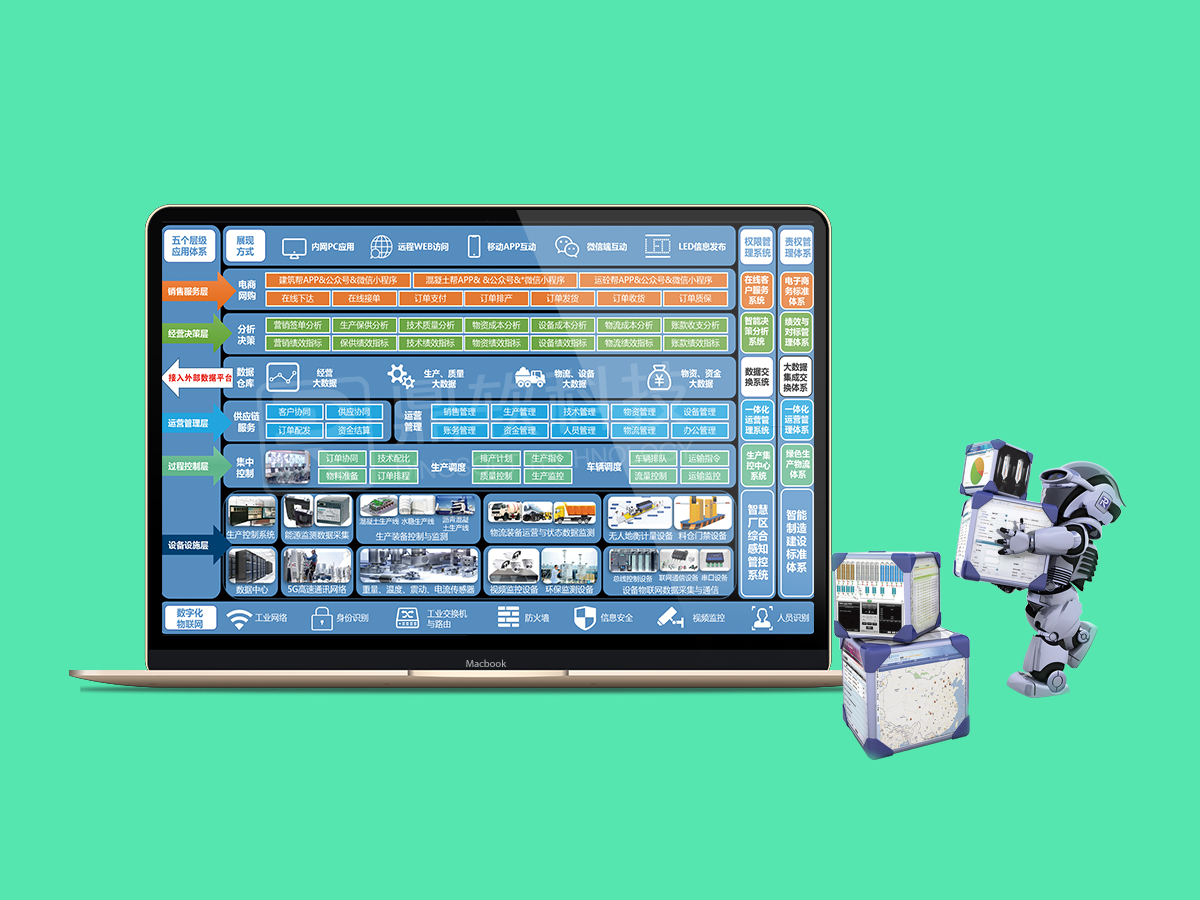 五个层级
应用体系
展现
方式
内网PC应用
远程WEB访问
移动APP互动
微信端互动
LED信息发布
权限管
理系统
责权管
理体系
销售服务层
电商
网购
建筑帮APP&公众号&微信小程序
混凝土帮APP& &公众号&*微信小程序
运砼帮APP&公众号&微信小程序
在线下达
在线接单
订单支付
订单排产
订单发货
订单收货
订单质保
在线客
户服务
系统
电子商
务标准
体系
经营决策层
分析
决策
营销签单分析
生产保供分析
技术质量分析
物资成本分析
设备成本分析
物流成本分析
账款收支分析
营销绩效指标
保供绩效指标
技术绩效指标
物资绩效指标
设备绩效指标
物流绩效指标
账款绩效指标
智能决
策分析
系统
绩效与
对标管
理体系
接入外部数据平台
数据
仓库
经营
大数据
生产、质量
大数据
物流、设备
大数据
物资、资金
大数据
数据交
换系统
大数据
集成交
换体系
运营管理层
供应链
服务
客户协同
供应协同
订单配发
资金结算
运营
管理
销售管理
生产管理
技术管理
物资管理
设备管理
账务管理
资金管理
人员管理
物流管理
办公管理
一体化
运营管
理系统
一体化
运营管
理体系
过程控制层
集中
控制
订单协同
技术配比
物料准备
订单排程
生产调度
排产计划
生产指令
质量控制
生产监控
车辆调度
车辆排队
运输指令
流量控制
运输监控
生产集
控中心
系统
绿色生
产物流
体系
设备设施层
生产控制系统
能源监测数据采集
混凝土生产线
水稳生产线
沥青混凝
土生产线
生产装备控制与监测
物流装备运营与状态数据监测
无人地衡计量设备
料仓门禁设备
数据中心
5G高速通讯网络
重量、温度、震动、电流传感器
视频监控设备
环保监测设备
总线控制设备
联网通信设备
串口设备
设备物联网数据采集与通信
智慧
厂区
综合
感知
管控
系统
智能
制造
建设
标准
体系
数字化
物联网
工业网络
身份识别
工业交换机
与路由
防火墙
信息安全
视频监控
人员识别
Macbook